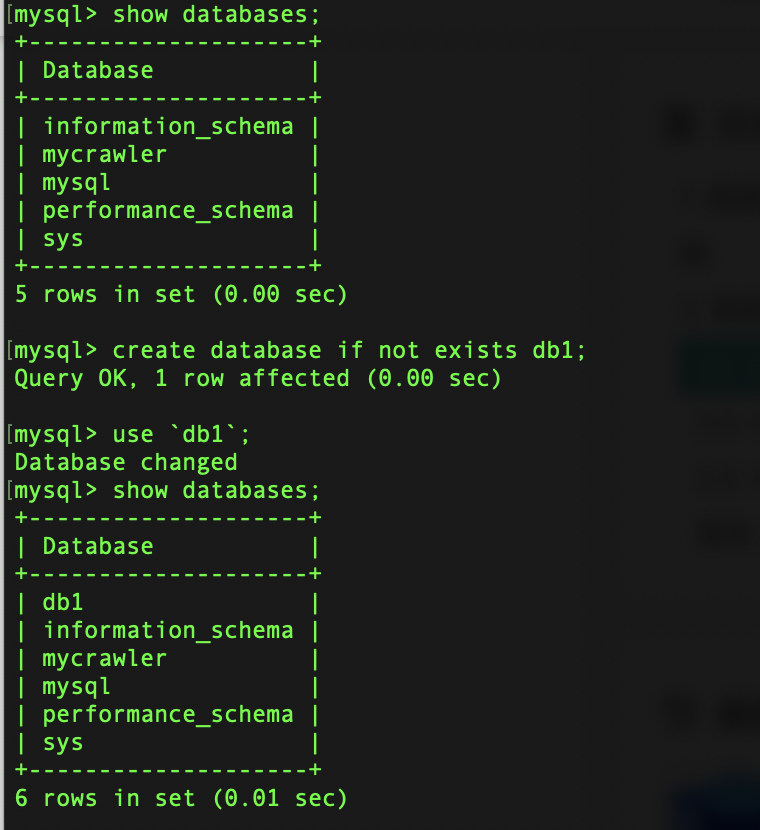 [mysql> show databases;
+--------------------+
| Database           |
+--------------------+
| information_schema |
| mycrawler          |
| mysql              |
| performance_schema |
| sys                |
+--------------------+
5 rows in set (0.00 sec)
[mysql> create database if not exists db1;
Query OK, 1 row affected (0.00 sec)
[mysql> use `db1`;
Database changed
[mysql> show databases;
+--------------------+
| Database           |
+--------------------+
| db1                |
| information_schema |
| mycrawler          |
| mysql              |
| performance_schema |
| sys                |
+--------------------+
6 rows in set (0.01 sec)